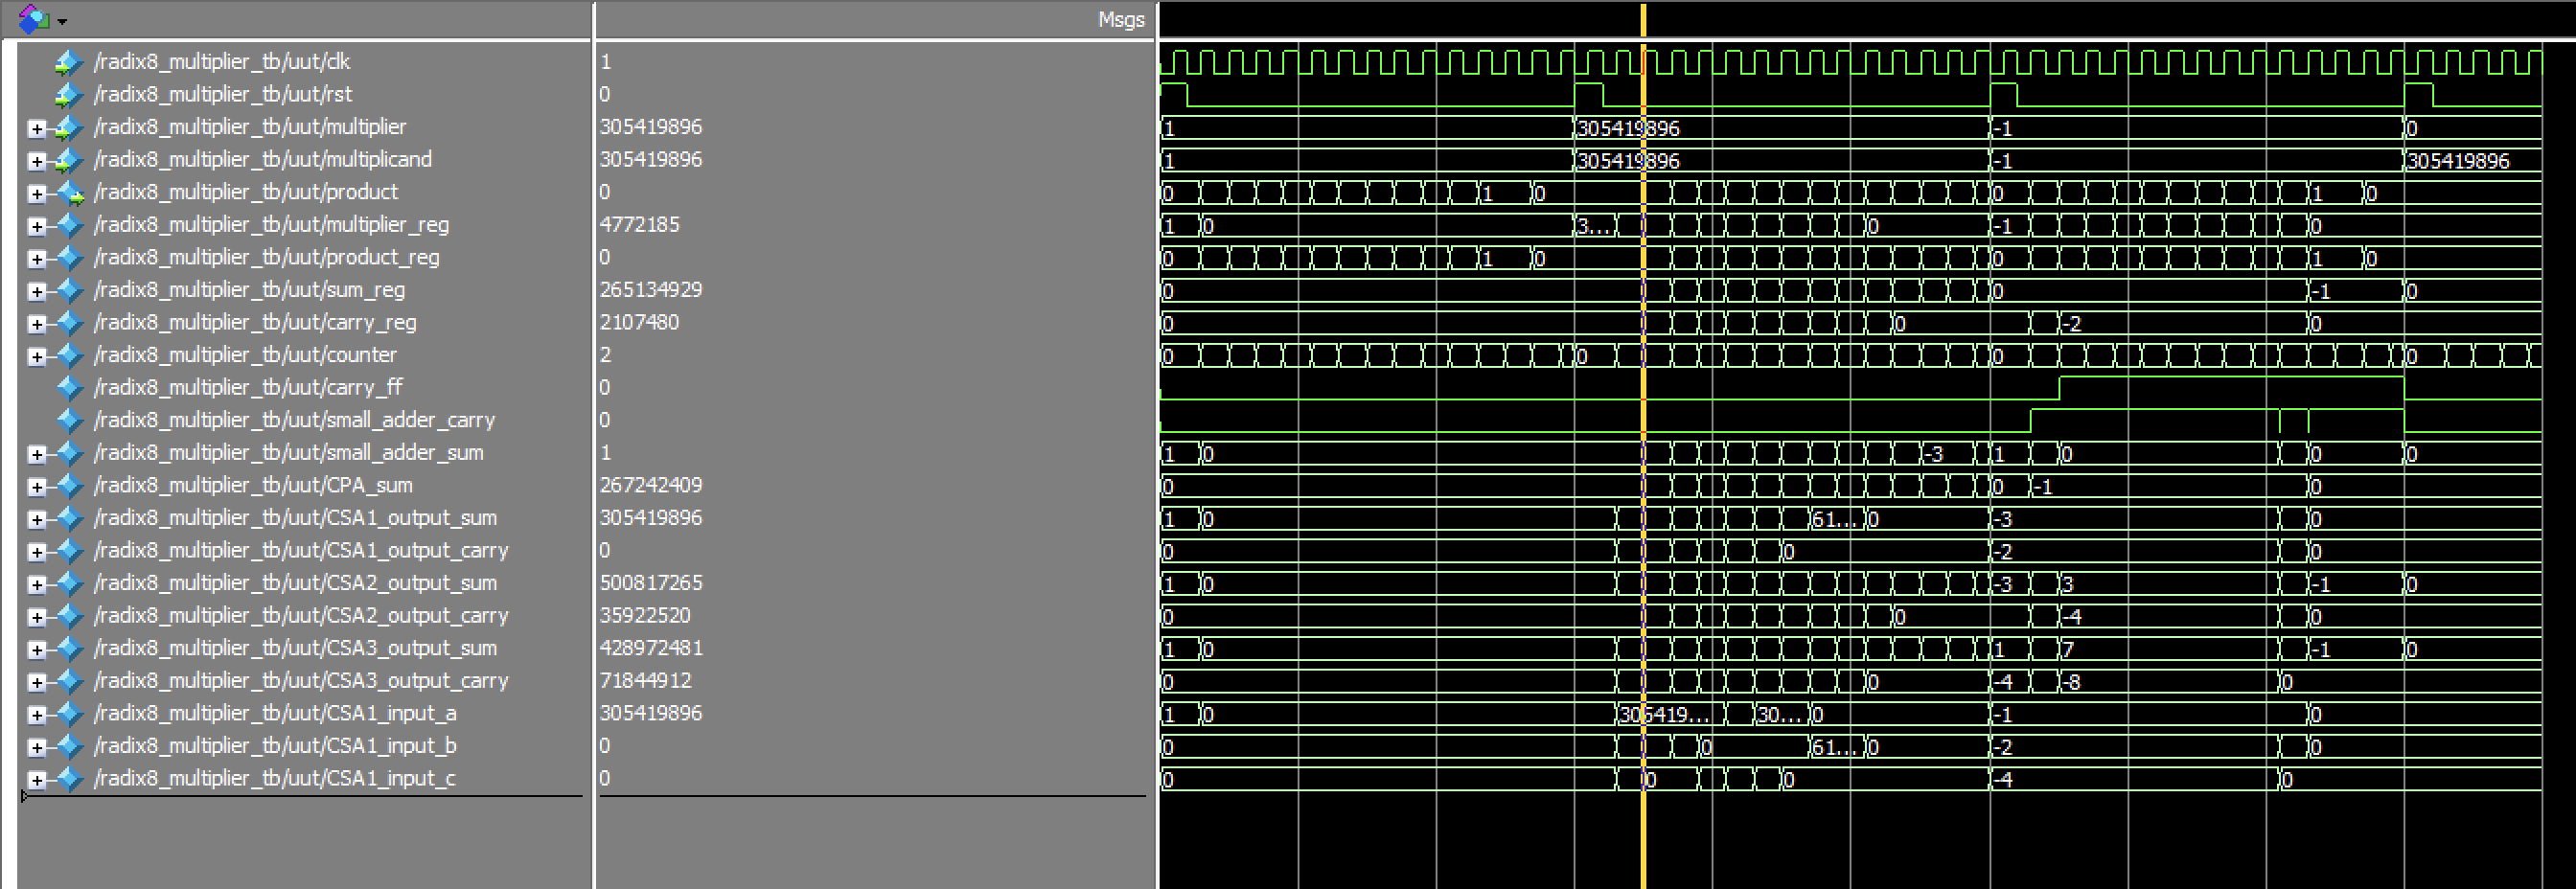 Msgs
/radix8_multiplier_tb/uut/clk 1
/radix8_multiplier_tb/uut/rst 0
/radix8_multiplier_tb/uut/multiplier 305419896 1 305419896 -1 0
/radix8_multiplier_tb/uut/multiplicand 305419896 1 305419896 -1 305419896
/radix8_multiplier_tb/uut/product 0 0 1 0 0 1 0
/radix8_multiplier_tb/uut/multiplier_reg 4772185 1 0 3... 0 -1 0
/radix8_multiplier_tb/uut/product_reg 0 0 1 0 0 1 0
/radix8_multiplier_tb/uut/sum_reg 265134929 0 0 -1 0
/radix8_multiplier_tb/uut/carry_reg 2107480 0 0 -2 0
/radix8_multiplier_tb/uut/counter 2 0 0 0 0
/radix8_multiplier_tb/uut/carry_ff 0
/radix8_multiplier_tb/uut/small_adder_carry 0
/radix8_multiplier_tb/uut/small_adder_sum 1 1 0 -3 1 0 0 0
/radix8_multiplier_tb/uut/CPA_sum 267242409 0 0 -1 0
/radix8_multiplier_tb/uut/CSA1_output_sum 305419896 1 0 61... 0 -3 0
/radix8_multiplier_tb/uut/CSA1_output_carry 0 0 0 -2 0
/radix8_multiplier_tb/uut/CSA2_output_sum 500817265 1 0 -3 3 -1 0
/radix8_multiplier_tb/uut/CSA2_output_carry 35922520 0 0 -4 0
/radix8_multiplier_tb/uut/CSA3_output_sum 428972481 1 0 1 7 -1 0
/radix8_multiplier_tb/uut/CSA3_output_carry 71844912 0 0 -4 -8 0
/radix8_multiplier_tb/uut/CSA1_input_a 305419896 1 0 305419... 30... 0 -1 0
/radix8_multiplier_tb/uut/CSA1_input_b 0 0 0 61... 0 -2 0
/radix8_multiplier_tb/uut/CSA1_input_c 0 0 0 0 -4 0